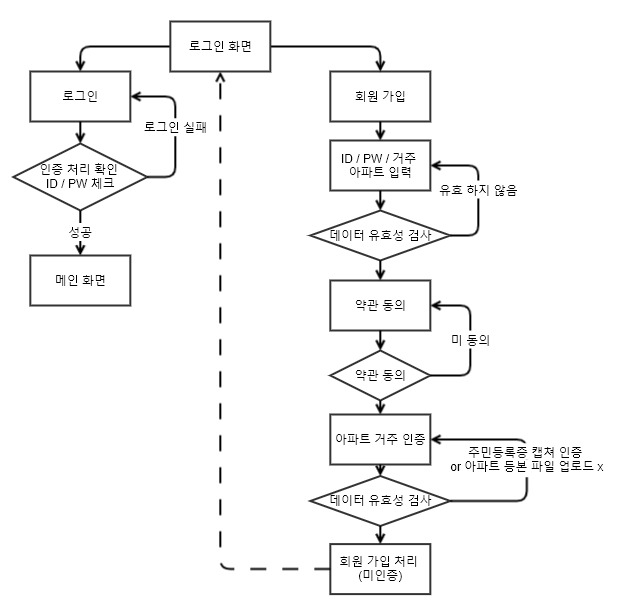 로그인 화면
로그인
로그인 실패
인증 처리 확인
ID / PW 체크
성공
메인 화면
회원 가입
ID / PW / 거주
아파트 입력
유효 하지 않음
데이터 유효성 검사
약관 동의
미 동의
약관 동의
아파트 거주 인증
주민등록증 캡쳐 인증
or 아파트 등본 파일 업로드 x
데이터 유효성 검사
회원 가입 처리
(미인증)